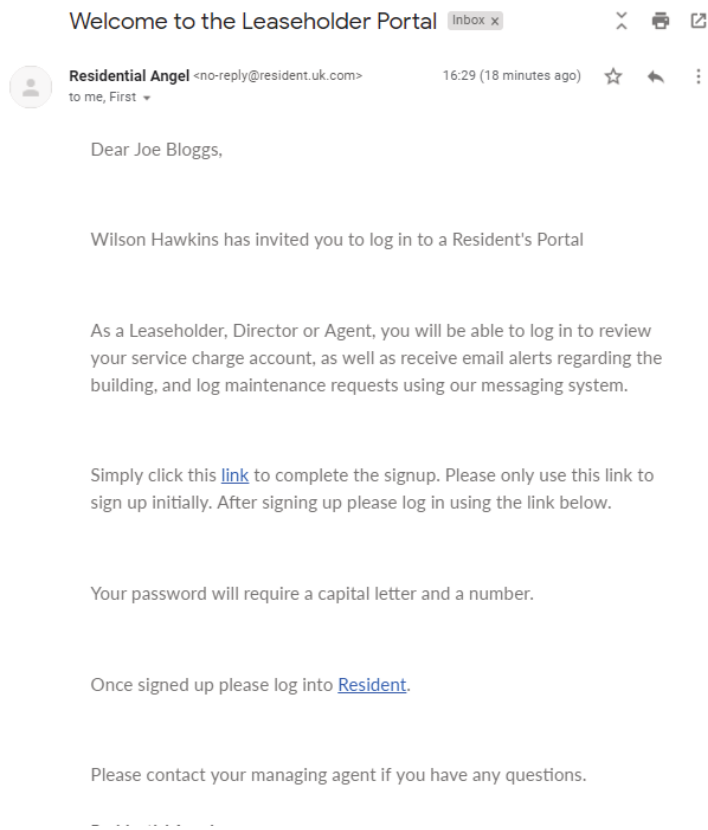 Welcome to the Leaseholder Portal Inbox x
Residential Angel <no-reply@resident.uk.com> 16:29 (18 minutes ago)
to me, First
Dear Joe Bloggs,
Wilson Hawkins has invited you to log in to a Resident's Portal
As a Leaseholder, Director or Agent, you will be able to log in to review
your service charge account, as well as receive email alerts regarding the
building, and log maintenance requests using our messaging system.
Simply click this link to complete the signup. Please only use this link to
sign up initially. After signing up please log in using the link below.
Your password will require a capital letter and a number.
Once signed up please log into Resident.
Please contact your managing agent if you have any questions.